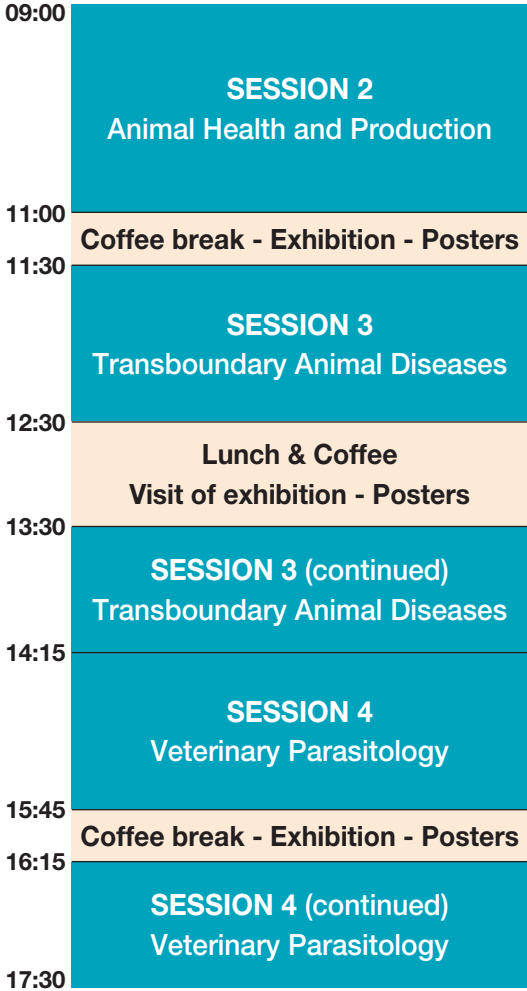 09:00
SESSION 2
Animal Health and Production
11:00
Coffee break - Exhibition - Posters
11:30
SESSION 3
Transboundary Animal Diseases
12:30
Lunch & Coffee
Visit of exhibition - Posters
13:30
SESSION 3 (continued)
Transboundary Animal Diseases
14:15
SESSION 4
Veterinary Parasitology
15:45
Coffee break - Exhibition - Posters
16:15
SESSION 4 (continued)
Veterinary Parasitology
17:30